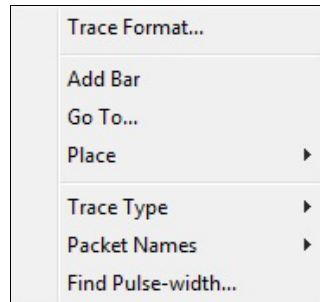 Trace Format...
Add Bar
Go To...
Place
Trace Type
Packet Names
Find Pulse-width...